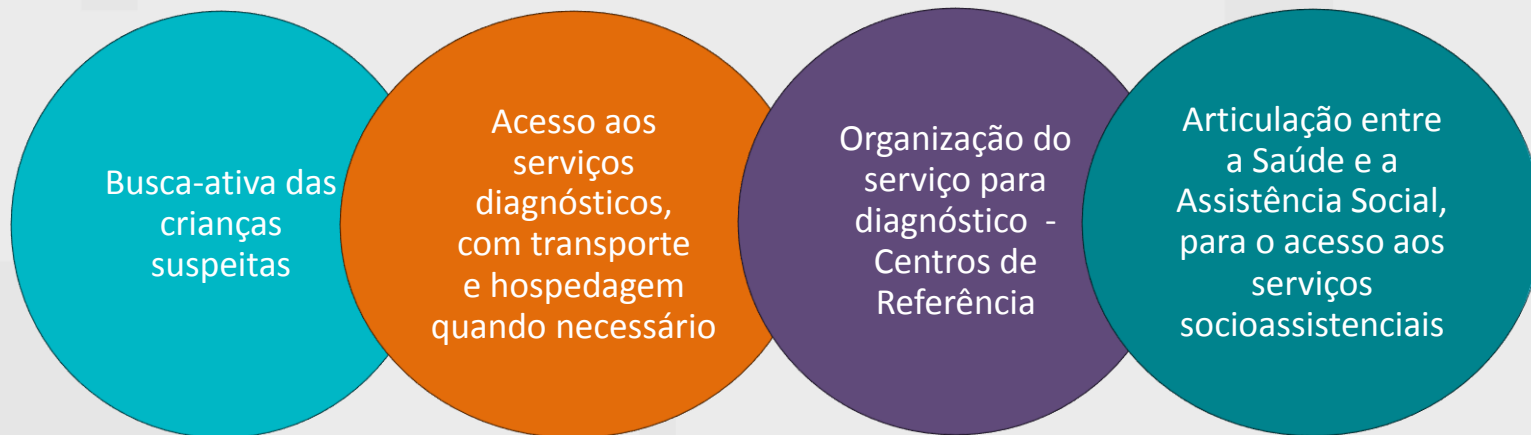 Busca-ativa das
crianças
suspeitas
Acesso aos
serviços
diagnósticos,
com transporte
e hospedagem
quando necessário
Organização do
serviço para
diagnóstico -
Centros de
Referência
Articulação entre
a Saúde e a
Assistência Social,
para o acesso aos
serviços
socioassistenciais